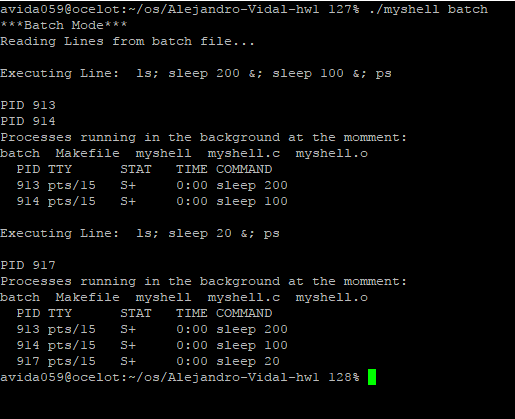 avida059@ocelot:~/os/Alejandro-Vidal-hw1 127% ./myshell batch
***Batch Mode***
Reading Lines from batch file...
Executing Line:  ls; sleep 200 &; sleep 100 &; ps
PID 913
PID 914
Processes running in the background at the momment:
batch  Makefile  myshell  myshell.c  myshell.o
  PID TTY      STAT   TIME COMMAND
  913 pts/15   S+     0:00 sleep 200
  914 pts/15   S+     0:00 sleep 100
Executing Line:  ls; sleep 20 &; ps
PID 917
Processes running in the background at the momment:
batch  Makefile  myshell  myshell.c  myshell.o
  PID TTY      STAT   TIME COMMAND
  913 pts/15   S+     0:00 sleep 200
  914 pts/15   S+     0:00 sleep 100
  917 pts/15   S+     0:00 sleep 20
avida059@ocelot:~/os/Alejandro-Vidal-hw1 128%